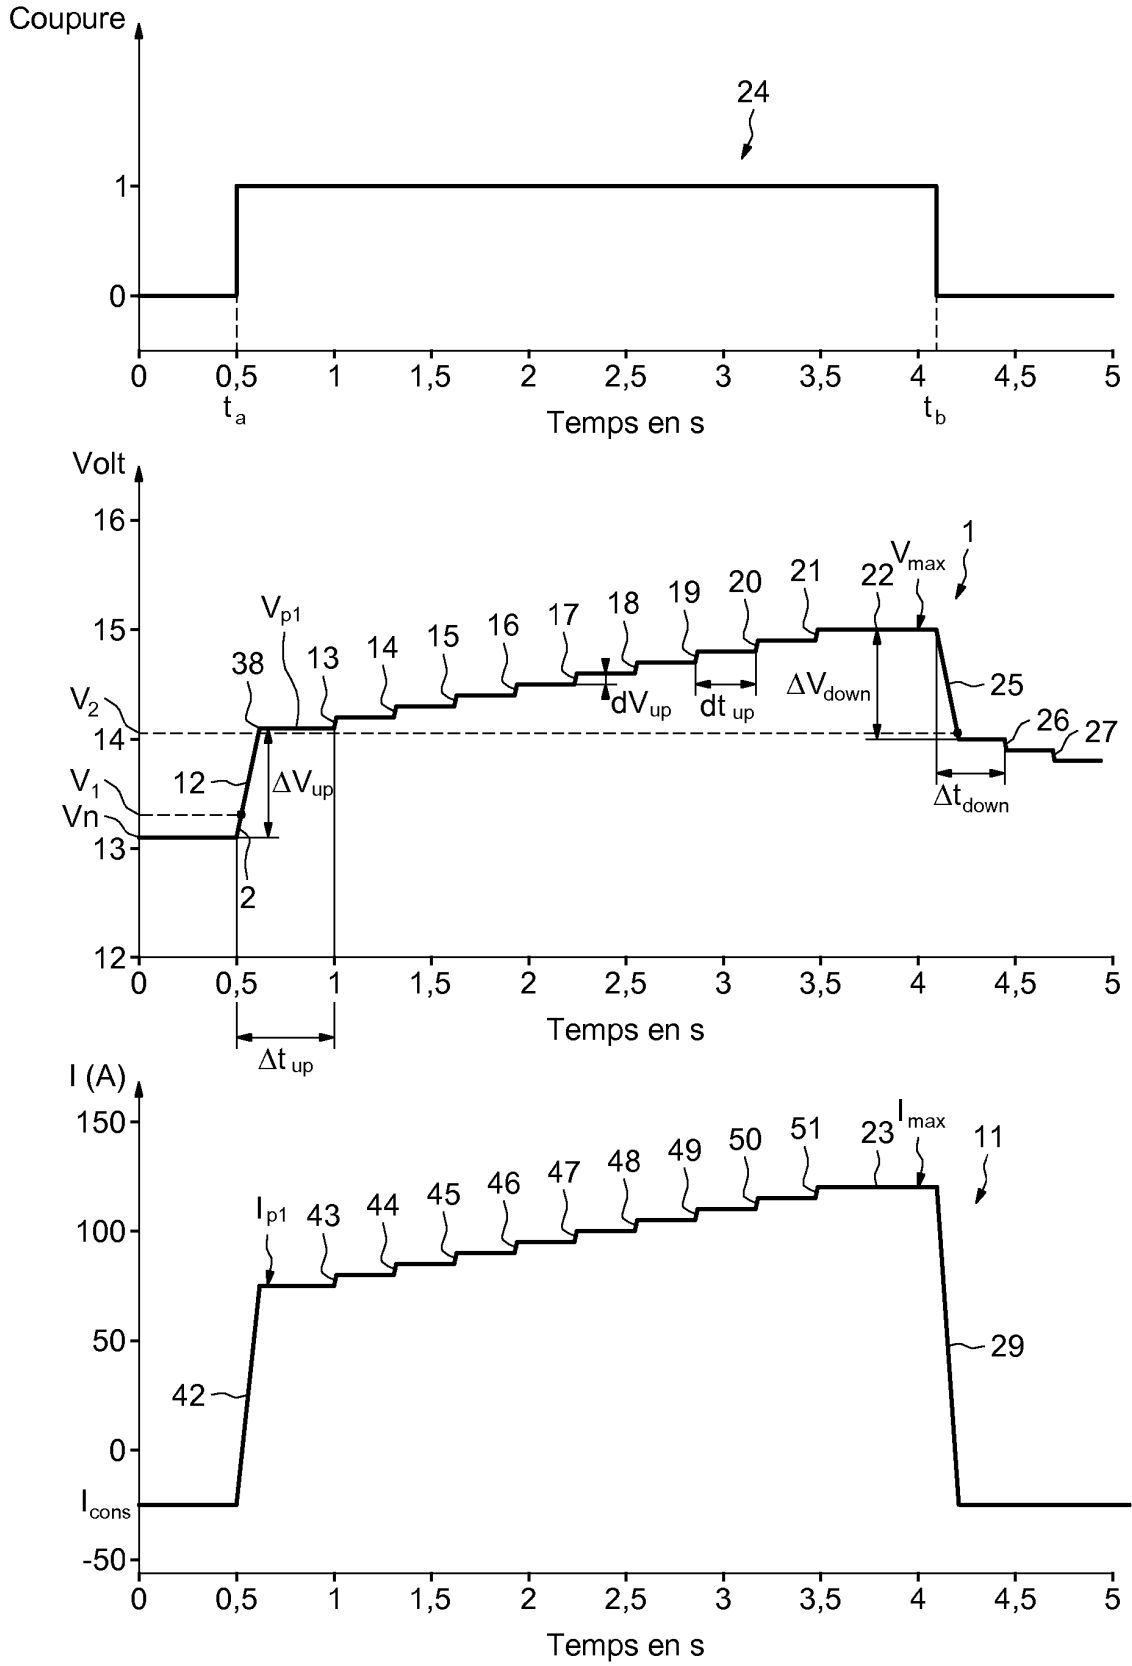 Coupure
24
1
0
0 0,5 1 1,5 2 2,5 3 3,5 4 4,5 5
ta tb
Temps en s
Volt
16
1
Vmax
22
21
20
15
19
18
17
16
Vp1
15
14
13
38
ΔVdown
25
V2
dVup
dt up
26
27
14
12
ΔVup
V1
Δtdown
Vn
13
2
12
0 0,5 1 1,5 2 2,5 3 3,5 4 4,5 5
Temps en s
Δt up
I (A)
150
Imax
11
23
51
50
49
48
47
46
45
44
43
Ip1
100
50
29
42
0
Icons
-50
0 0,5 1 1,5 2 2,5 3 3,5 4 4,5 5
Temps en s